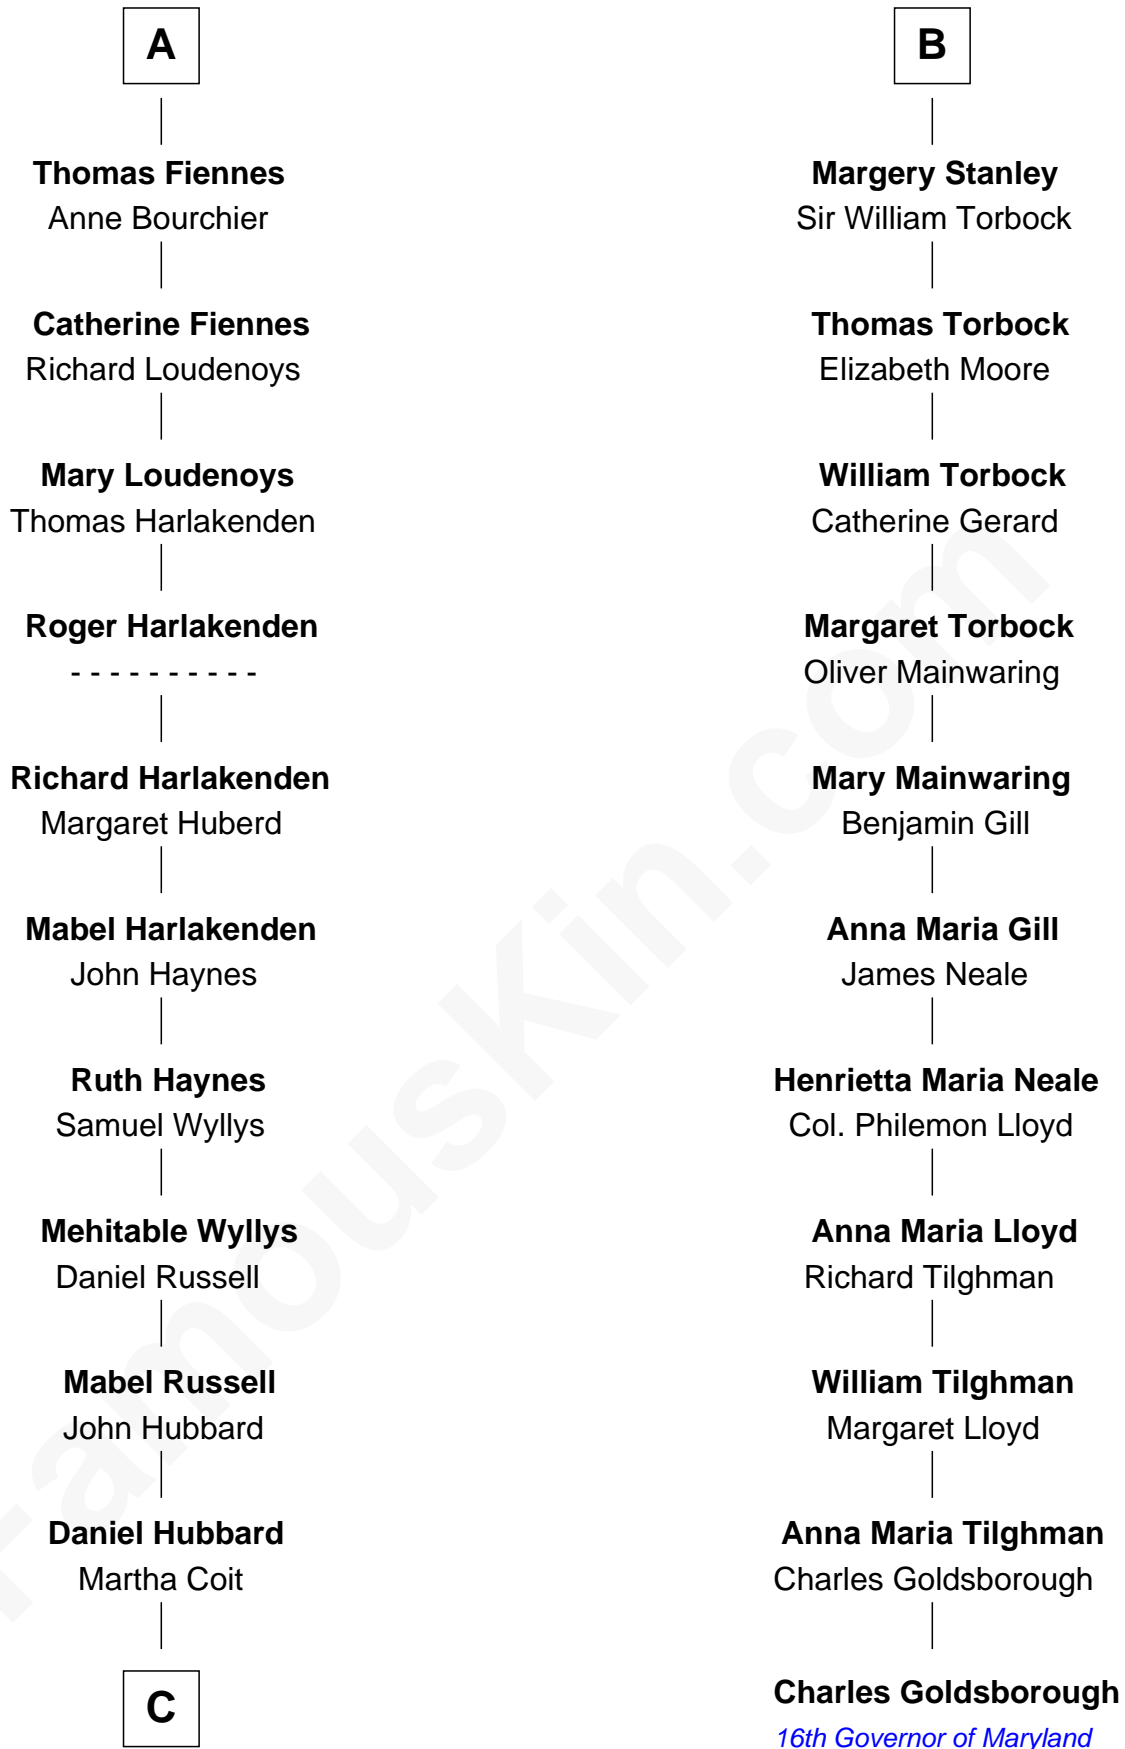 A
Thomas Fiennes
Anne Bourchier
Catherine Fiennes
Richard Loudenoys
Mary Loudenoys
Thomas Harlakenden
Roger Harlakenden
- - - - - - - - - -
Richard Harlakenden
Margaret Huberd
Mabel Harlakenden
John Haynes
Ruth Haynes
Samuel Wyllys
Mehitable Wyllys
Daniel Russell
Mabel Russell
John Hubbard
Daniel Hubbard
Martha Coit
C
B
Margery Stanley
Sir William Torbock
Thomas Torbock
Elizabeth Moore
William Torbock
Catherine Gerard
Margaret Torbock
Oliver Mainwaring
Mary Mainwaring
Benjamin Gill
Anna Maria Gill
James Neale
Henrietta Maria Neale
Col. Philemon Lloyd
Anna Maria Lloyd
Richard Tilghman
William Tilghman
Margaret Lloyd
Anna Maria Tilghman
Charles Goldsborough
Charles Goldsborough
16th Governor of Maryland
FamousKin.com